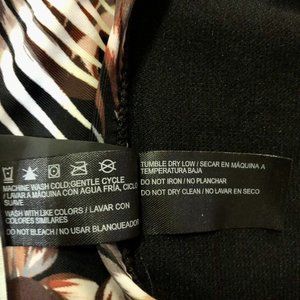 MACHINE WASH COLD;GENTLE CYCLE
/ LAVAR A MÁQUINA CON AGUA FRÍA, CICLO
SUAVE
WASH WITH LIKE COLORS / LAVAR CON
COLORES SIMILARES
DO NOT BLEACH / NO USAR BLANQUEADOR
TUMBLE DRY LOW / SECAR EN MÁQUINA A
TEMPERATURA BAJA
DO NOT IRON / NO PLANCHAR
DO NOT DRY CLEAN / NO LAVAR EN SECO